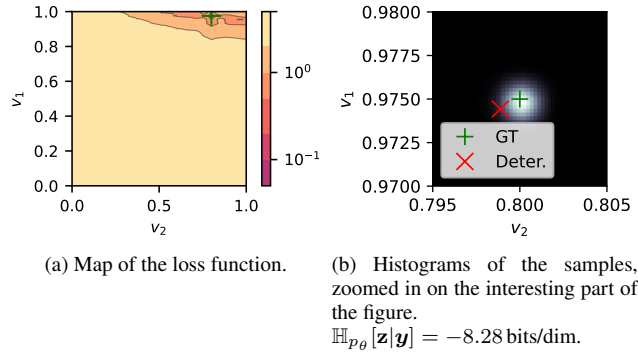 1.0
0.8
0.6
0.4
0.2
0.0
v₁
0.0
0.5
1.0
v₂
10⁰
10⁻¹
0.9800
0.9775
0.9750
0.9725
0.9700
v₁
GT
Deter.
0.795
0.800
0.805
v₂
(a) Map of the loss function.
(b) Histograms of the samples,
zoomed in on the interesting part of
the figure.
ℍ_{p_θ}[z|y] = −8.28 bits/dim.